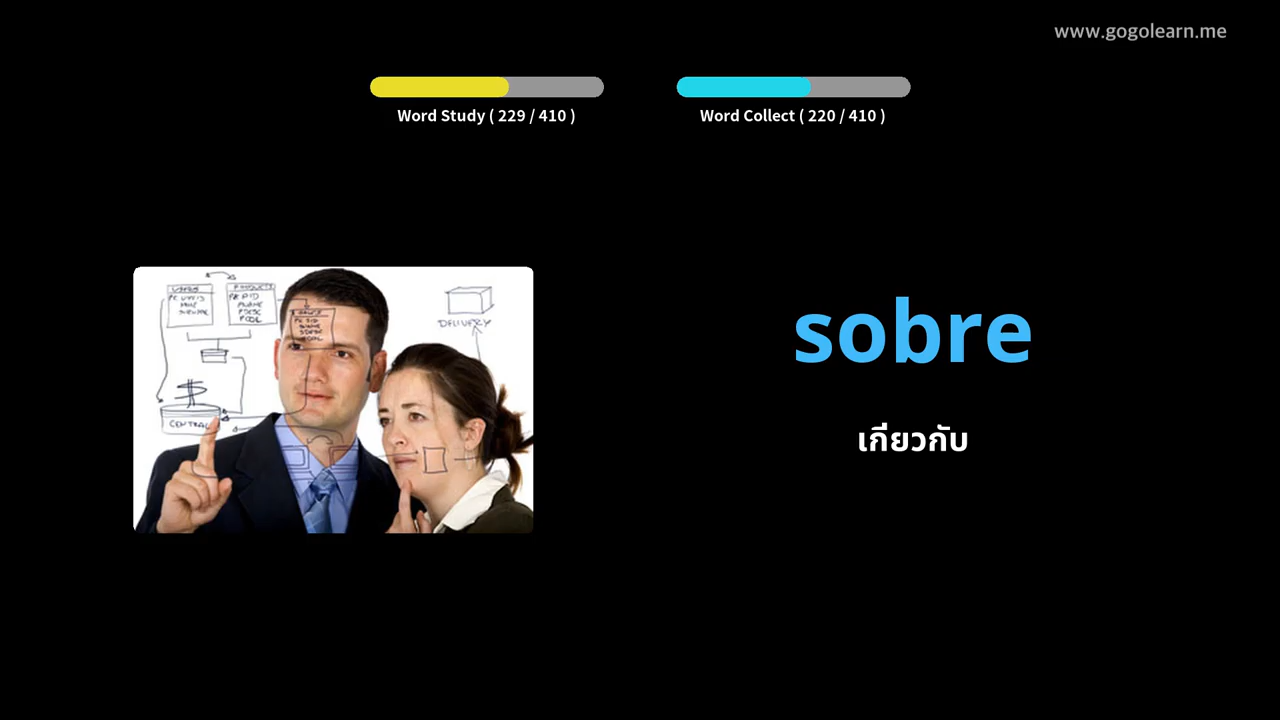 www.gogolearn.me
Word Study ( 229 / 410 )
Word Collect ( 220 / 410 )
DELIVERY
CENTRAL
sobre
เกี่ยวกับ